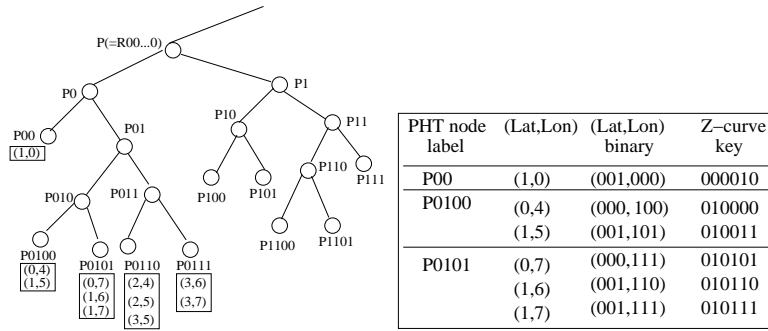 P(=R00...0)
P0
P1
P00
(1,0)
P01
P10
P11
P010
P011
P100
P101
P110
P111
P0100
(0,4)
(1,5)
P0101
(0,7)
(1,6)
(1,7)
P0110
(2,4)
(2,5)
(3,5)
P0111
(3,6)
(3,7)
P1100
P1101
PHT node label (Lat,Lon) (Lat,Lon) binary Z-curve key
P00 (1,0) (001,000) 000010
P0100 (0,4) (000, 100) 010000
(1,5) (001,101) 010011
P0101 (0,7) (000,111) 010101
(1,6) (001,110) 010110
(1,7) (001,111) 010111